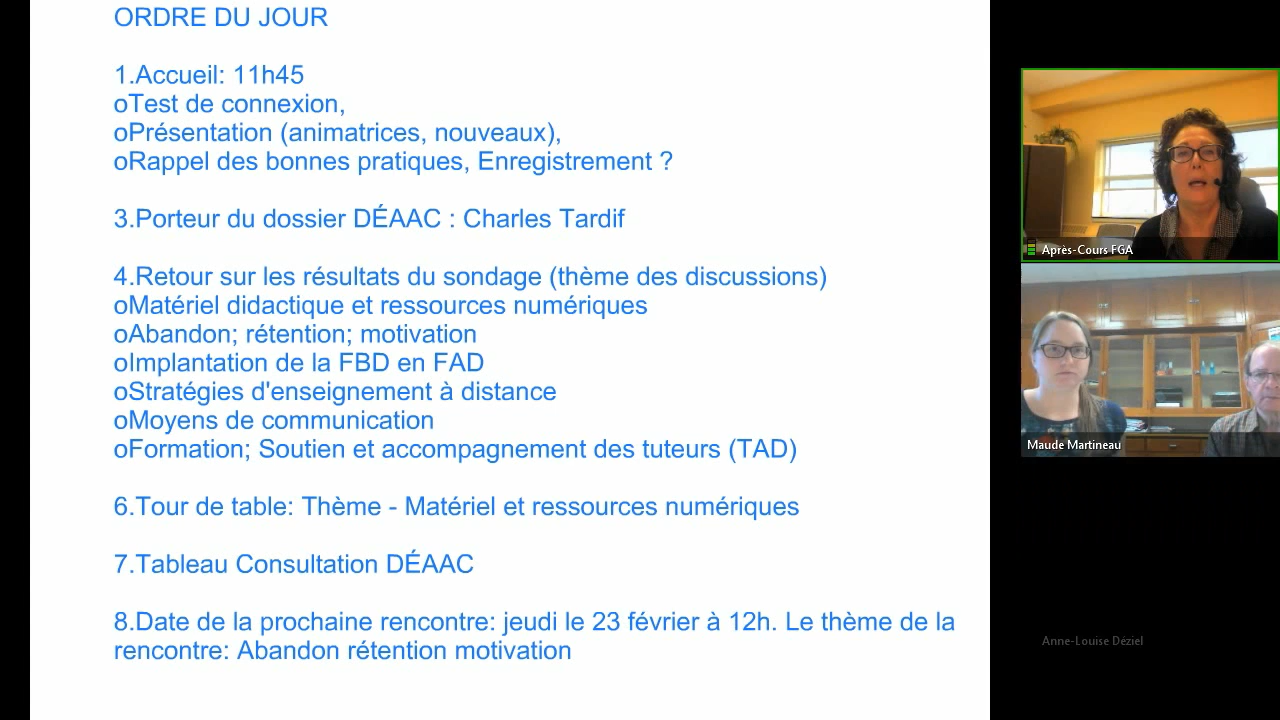 ORDRE DU JOUR
1.Accueil: 11h45
oTest de connexion,
oPrésentation (animatrices, nouveaux),
oRappel des bonnes pratiques, Enregistrement ?
3.Porteur du dossier DÉAAC : Charles Tardif
4.Retour sur les résultats du sondage (thème des discussions)
oMatériel didactique et ressources numériques
oAbandon; rétention; motivation
oImplantation de la FBD en FAD
oStratégies d'enseignement à distance
oMoyens de communication
oFormation; Soutien et accompagnement des tuteurs (TAD)
6.Tour de table: Thème - Matériel et ressources numériques
7.Tableau Consultation DÉAAC
8.Date de la prochaine rencontre: jeudi le 23 février à 12h. Le thème de la
rencontre: Abandon rétention motivation
Après-Cours FGA
Maude Martineau
Anne-Louise Déziel